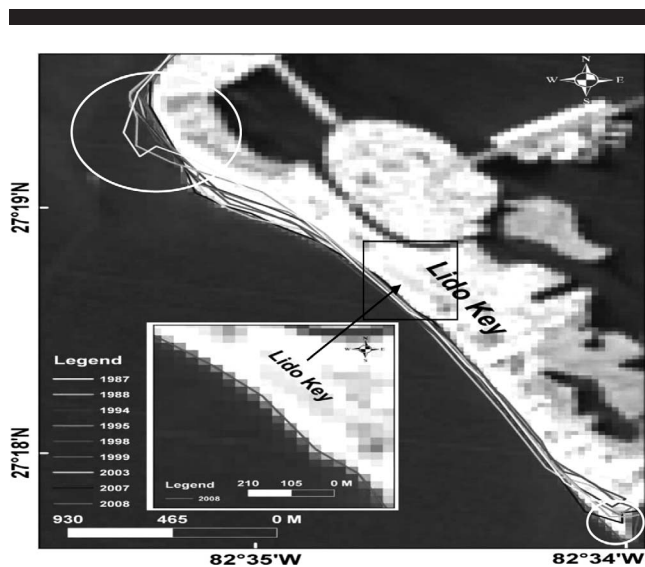 N
W E
S
27°19'N
Lido Key
Legend
1987
1988
1994
1995
1998
1999
2003
2007
2008
27°18'N
930 465 0 M
Lido Key
N
W E
S
Legend
2008
210 105 0 M
82°35'W 82°34'W